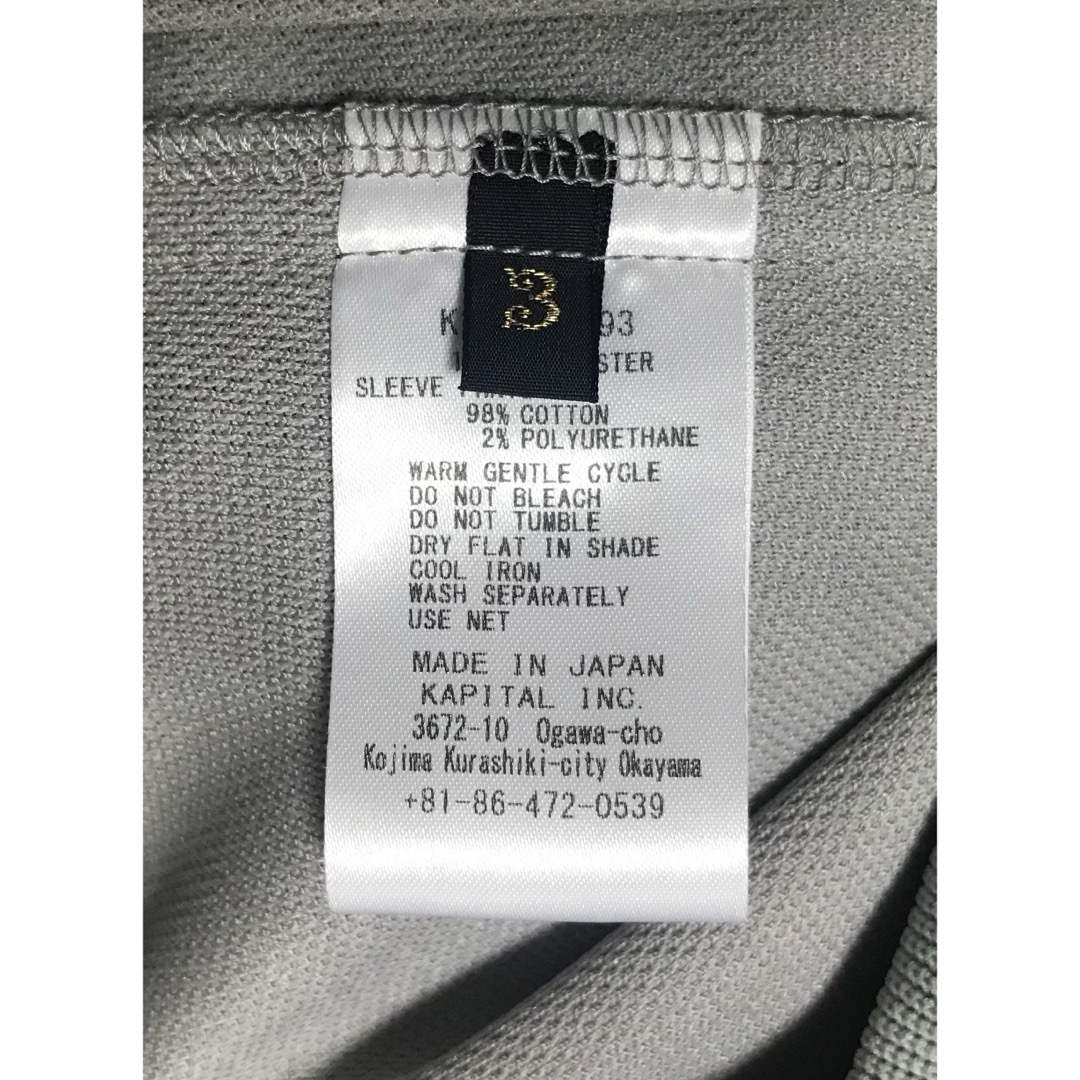 3
93
SLEEVE
98% COTTON
2% POLYURETHANE
WARM GENTLE CYCLE
DO NOT BLEACH
DO NOT TUMBLE
DRY FLAT IN SHADE
COOL IRON
WASH SEPARATELY
USE NET
MADE IN JAPAN
KAPITAL INC.
3672-10 Ogawa-cho
Kojima Kurashiki-city Okayama
+81-86-472-0539